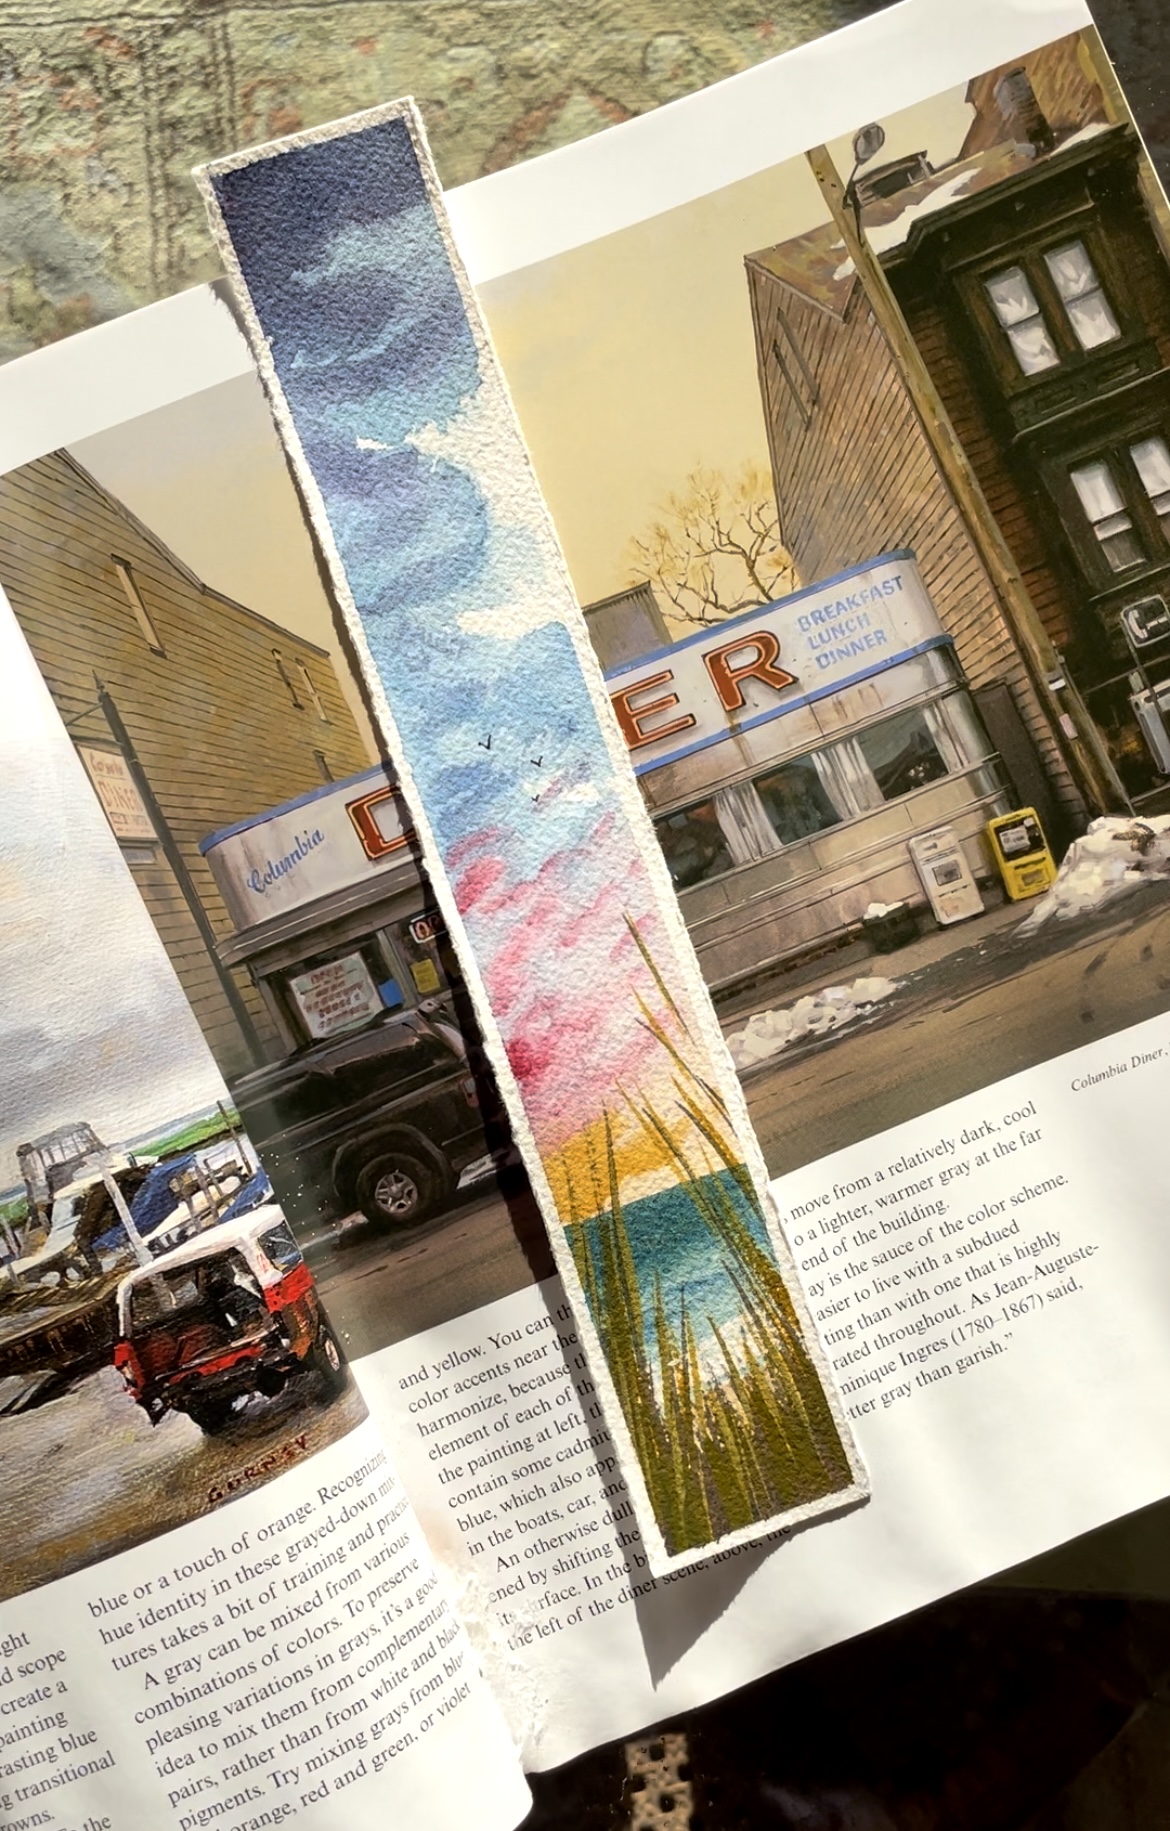 BREAKFAST
LUNCH
DINNER
ER
Columbia
DINER
GURNEY
Columbia Diner,
move from a relatively dark, cool
o a lighter, warmer gray at the far
end of the building.
ay is the sauce of the color scheme.
asier to live with a subdued
ting than with one that is highly
rated throughout. As Jean-Auguste-
minique Ingres (1780–1867) said,
tter gray than garish.”
and yellow. You can th
color accents near the
harmonize, because th
element of each of th
the painting at left, th
contain some cadmiu
blue, which also app
in the boats, car, and
An otherwise dull
ened by shifting the
its surface. In the b
the left of the diner scene, above, the
blue or a touch of orange. Recognizing
hue identity in these grayed-down mix-
tures takes a bit of training and practice
A gray can be mixed from various
combinations of colors. To preserve
pleasing variations in grays, it’s a good
idea to mix them from complementary
pairs, rather than from white and black
pigments. Try mixing grays from blue
orange, red and green, or violet
ght
d scope
create a
painting
rasting blue
g transitional
rowns.
To the